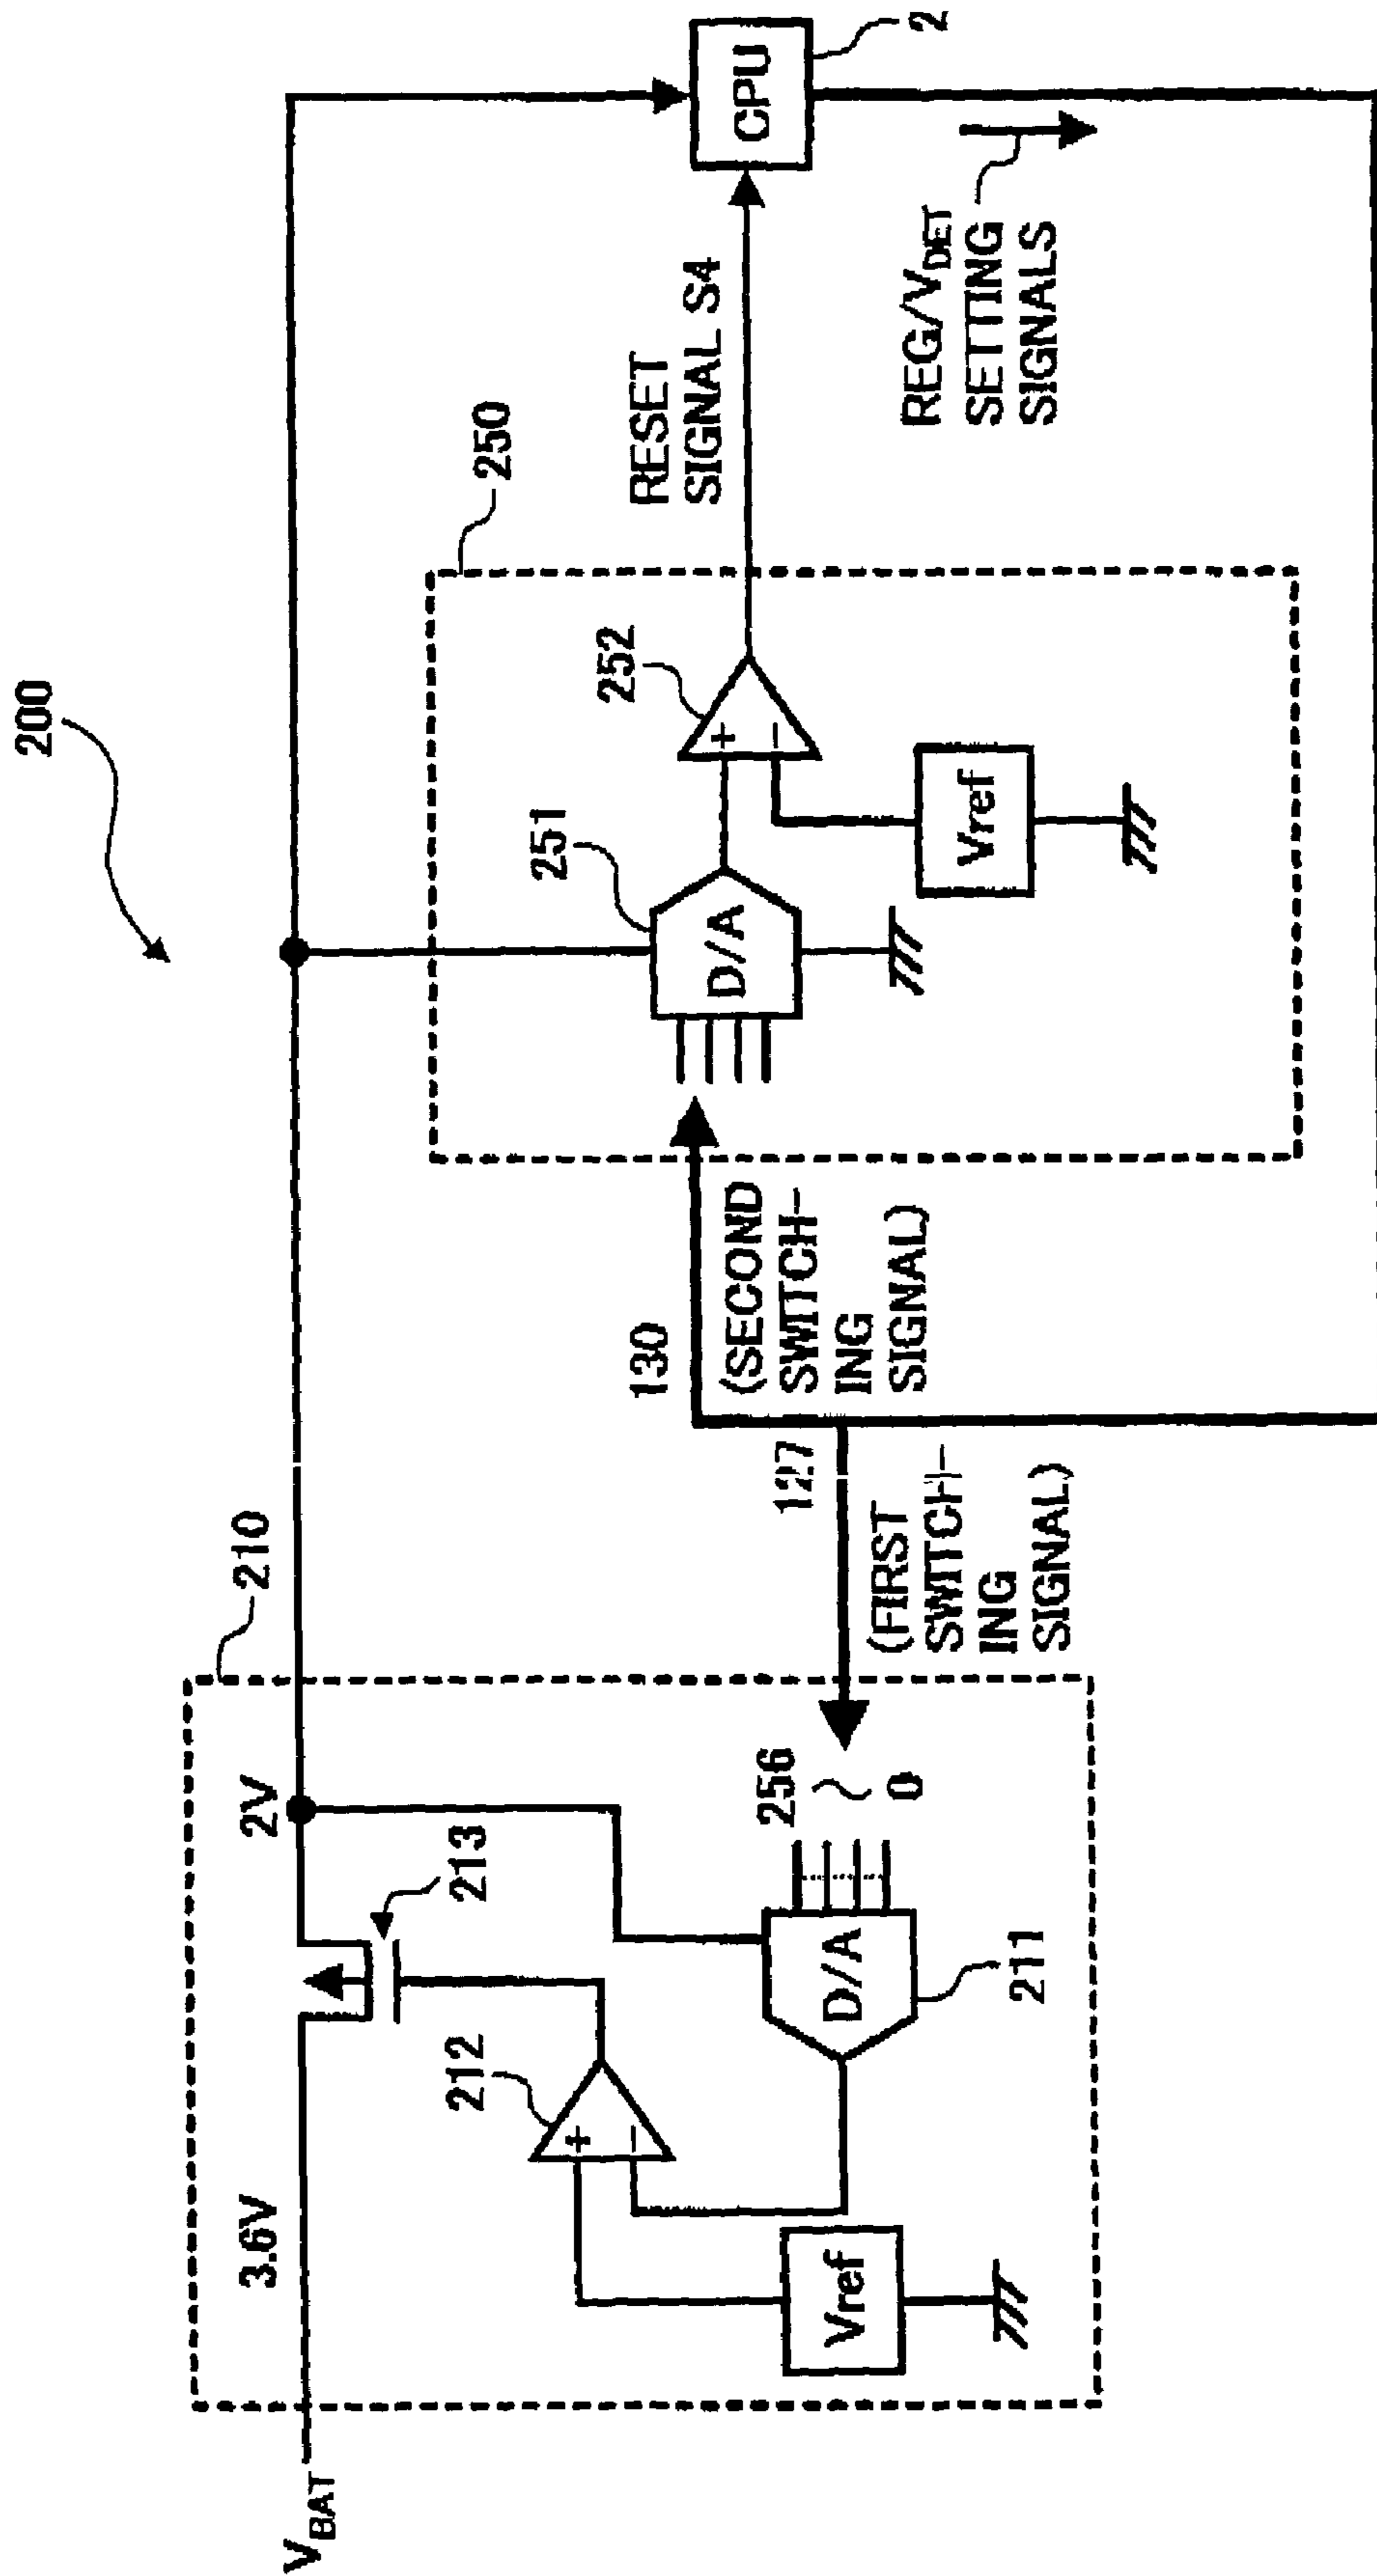 200
V_BAT
3.6V
2V
210
213
212
+
−
Vref
D/A
211
256
~
0
127
(FIRST
SWITCH-
ING
SIGNAL)
130
(SECOND
SWITCH-
ING
SIGNAL)
250
251
D/A
252
+
−
Vref
RESET
SIGNAL S4
CPU
2
REG/V_DET
SETTING
SIGNALS